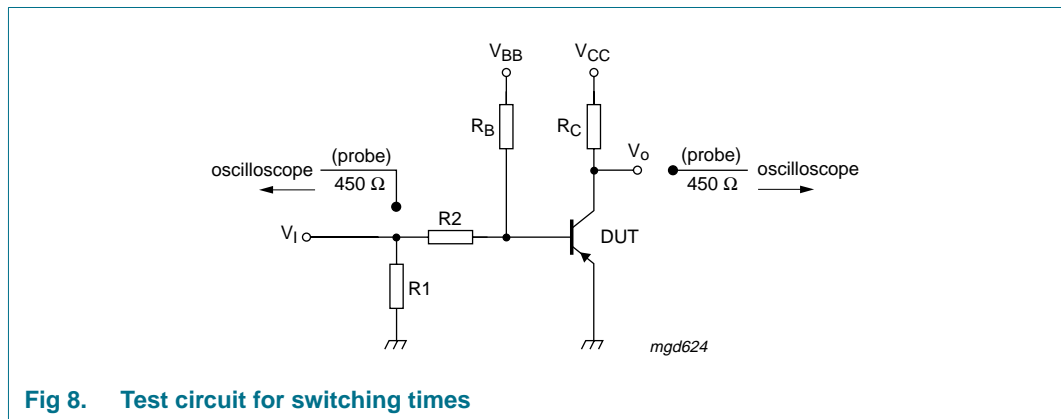 VBB
VCC
RB
RC
Vo
(probe)
oscilloscope
450 Ω
(probe)
oscilloscope
450 Ω
R2
VI
DUT
R1
mgd624
Fig 8. Test circuit for switching times